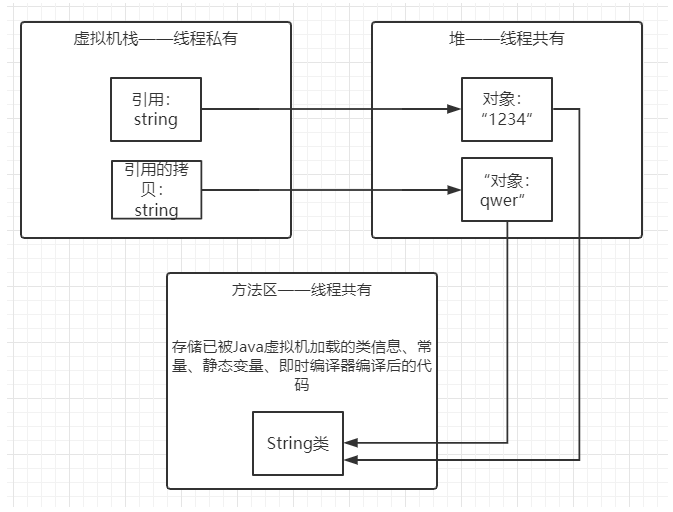 虚拟机栈——线程私有
堆——线程共有
引用：
string
对象：
“1234“
引用的拷
贝：
string
“对象：
qwer”
方法区——线程共有
存储已被Java虚拟机加载的类信息、常
量、静态变量、即时编译器编译后的代
码
String类